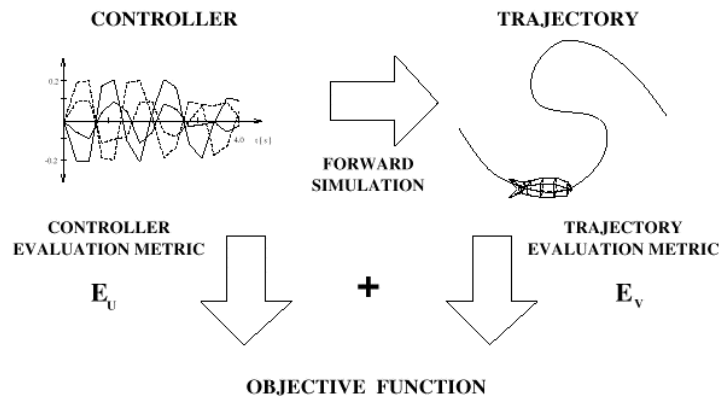 CONTROLLER
TRAJECTORY
0.2
-0.2
4.0
t[s]
FORWARD
SIMULATION
CONTROLLER
EVALUATION METRIC
E_U
+
TRAJECTORY
EVALUATION METRIC
E_V
OBJECTIVE FUNCTION